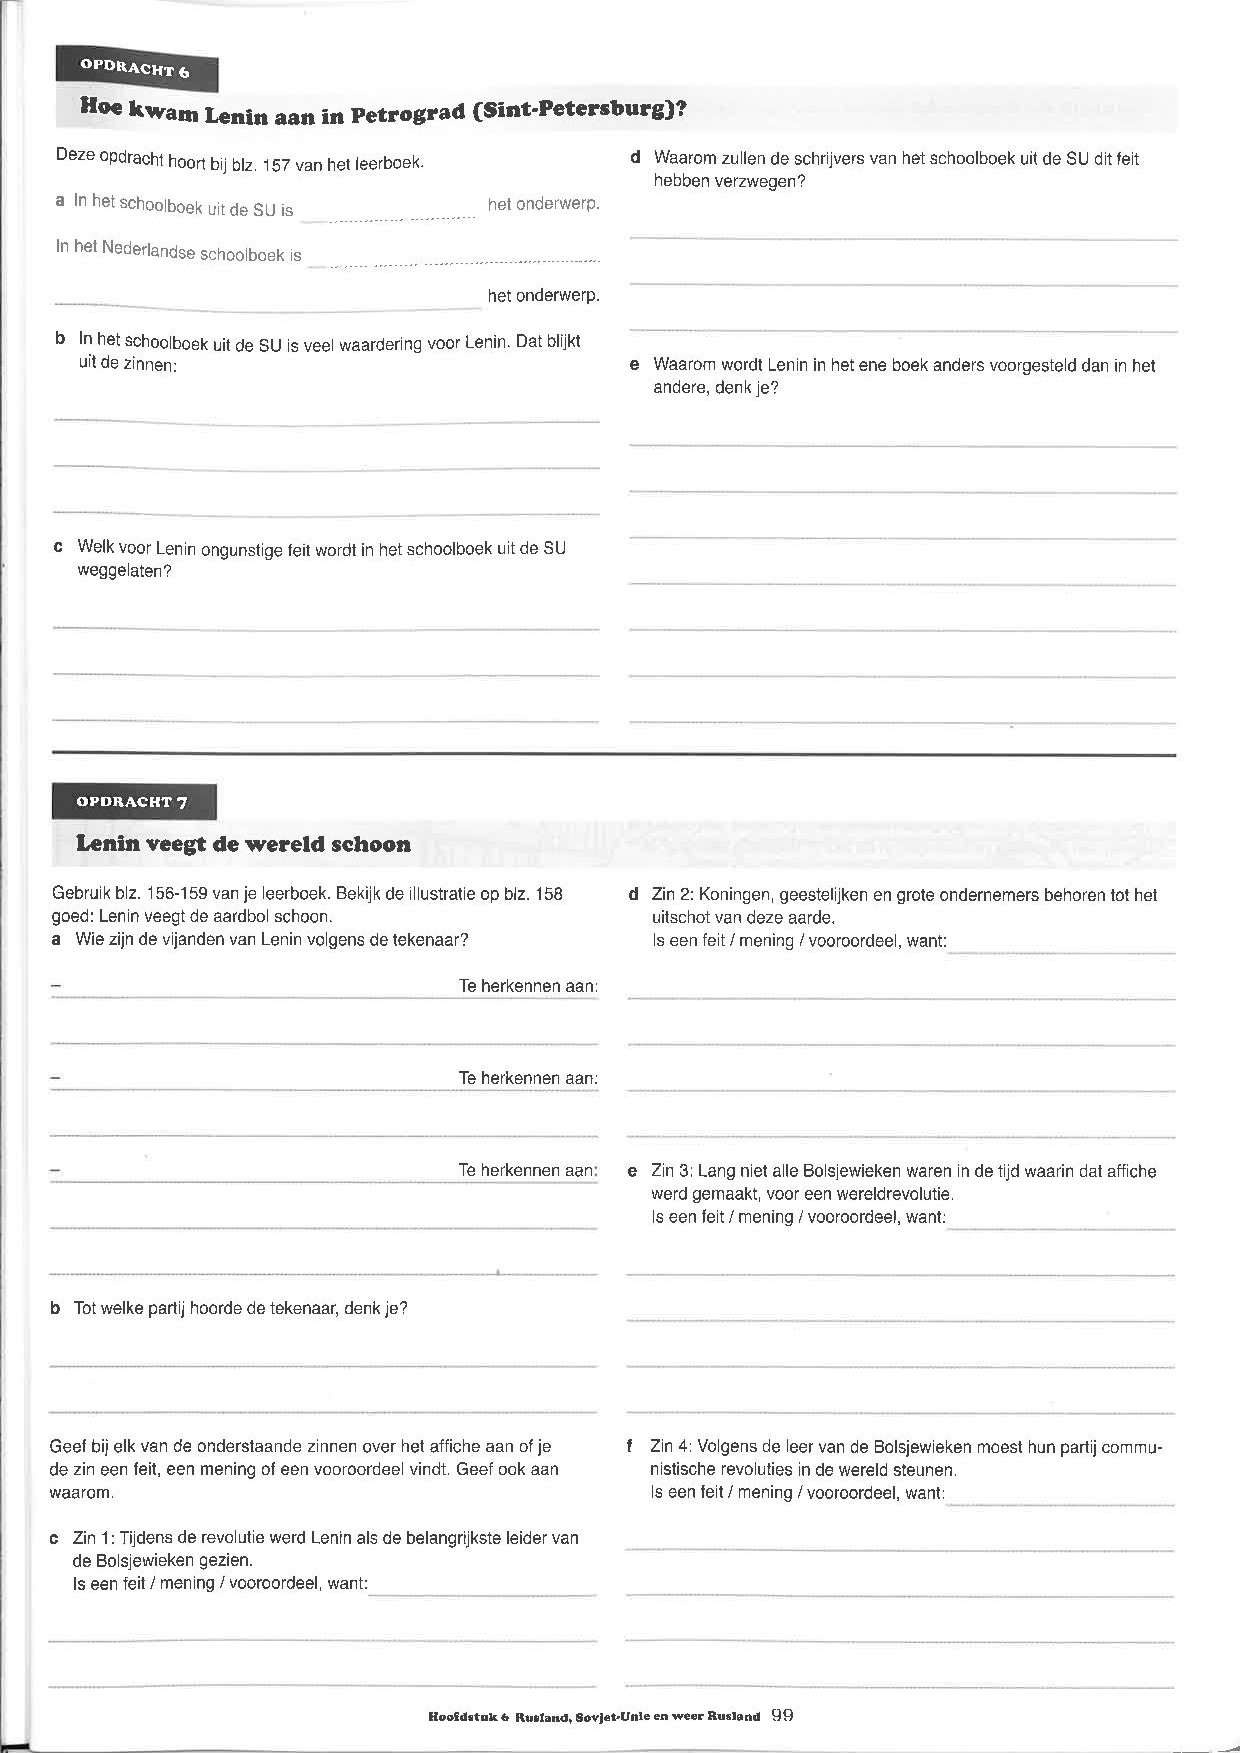 OPDRACHT 6
Hoe kwam Lenin aan in Petrograd (Sint-Petersburg)?
Deze opdracht hoort bij blz. 157 van het leerboek.
a In het schoolboek uit de SU is het onderwerp.
In het Nederlandse schoolboek is
het onderwerp.
b In het schoolboek uit de SU is veel waardering voor Lenin. Dat blijkt
uit de zinnen:
c Welk voor Lenin ongunstige feit wordt in het schoolboek uit de SU
weggelaten?
d Waarom zullen de schrijvers van het schoolboek uit de SU dit feit
hebben verzwegen?
e Waarom wordt Lenin in het ene boek anders voorgesteld dan in het
andere, denk je?
OPDRACHT 7
Lenin veegt de wereld schoon
Gebruik blz. 156-159 van je leerboek. Bekijk de illustratie op blz. 158
goed: Lenin veegt de aardbol schoon.
a Wie zijn de vijanden van Lenin volgens de tekenaar?
– Te herkennen aan:
– Te herkennen aan:
– Te herkennen aan:
b Tot welke partij hoorde de tekenaar, denk je?
Geef bij elk van de onderstaande zinnen over het affiche aan of je
de zin een feit, een mening of een vooroordeel vindt. Geef ook aan
waarom.
c Zin 1: Tijdens de revolutie werd Lenin als de belangrijkste leider van
de Bolsjewieken gezien.
Is een feit / mening / vooroordeel, want:
d Zin 2: Koningen, geestelijken en grote ondernemers behoren tot het
uitschot van deze aarde.
Is een feit / mening / vooroordeel, want:
e Zin 3: Lang niet alle Bolsjewieken waren in de tijd waarin dat affiche
werd gemaakt, voor een wereldrevolutie.
Is een feit / mening / vooroordeel, want:
f Zin 4: Volgens de leer van de Bolsjewieken moest hun partij commu-
nistische revoluties in de wereld steunen.
Is een feit / mening / vooroordeel, want:
Hoofdstuk 6 Rusland, Sovjet-Unie en weer Rusland 99